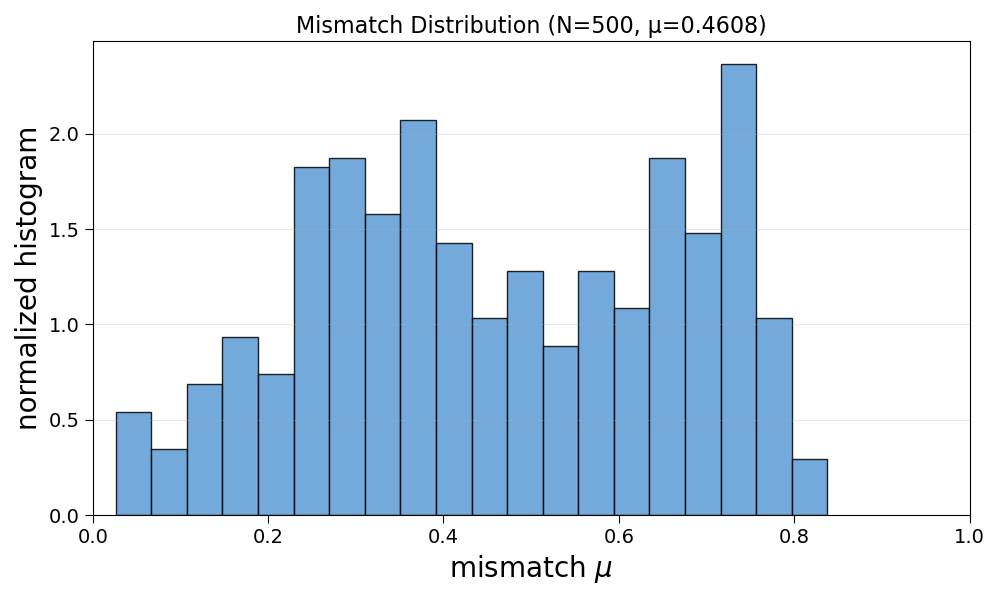 Mismatch Distribution (N=500, μ=0.4608)
normalized histogram
2.0
1.5
1.0
0.5
0.0
0.0 0.2 0.4 0.6 0.8 1.0
mismatch μ